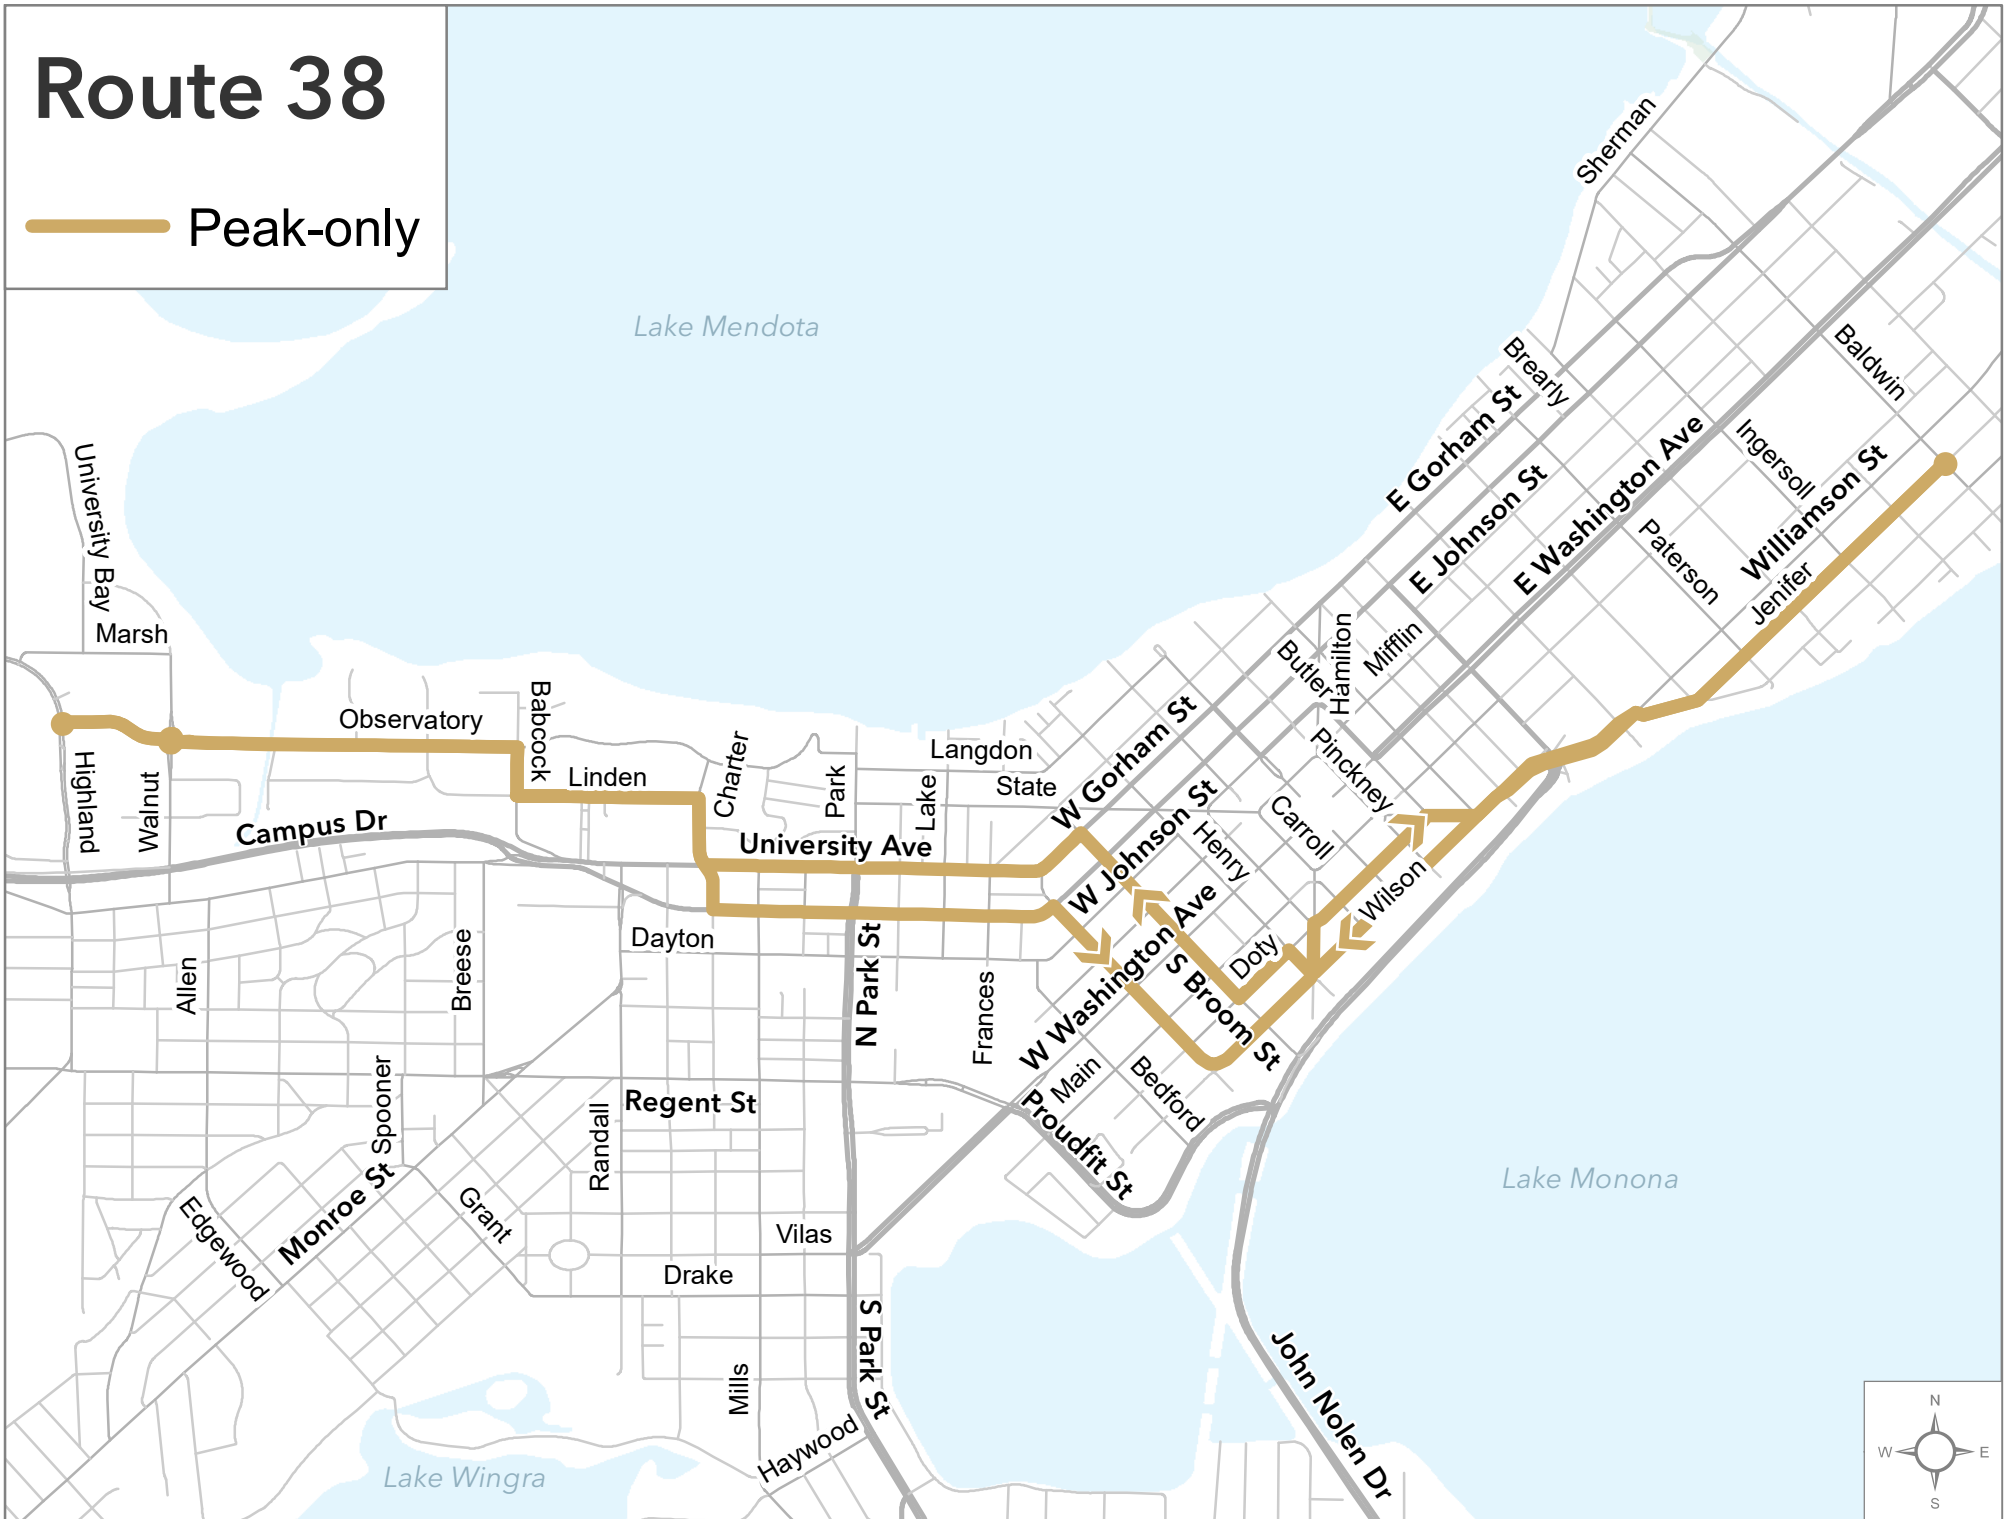 Route 38
Peak-only
Lake Mendota
Sherman
Brearly
Baldwin
E Gorham St
E Johnson St
E Washington Ave
Ingersoll
Williamson St
Paterson
Jenifer
University Bay
Marsh
Hamilton
Butler
Mifflin
Observatory
Babcock
Highland
Walnut
Linden
Charter
Park
Langdon
State
Lake
W Gorham St
Pinckney
Carroll
W Johnson St
Henry
Campus Dr
University Ave
W Washington Ave
Wilson
Doty
S Broom St
Dayton
Allen
Breese
N Park St
Frances
Main
Bedford
Spooner
Regent St
Randall
Proudfit St
Lake Monona
Monroe St
Edgewood
Grant
Vilas
Drake
S Park St
John Nolen Dr
Mills
Haywood
Lake Wingra
N
W
E
S